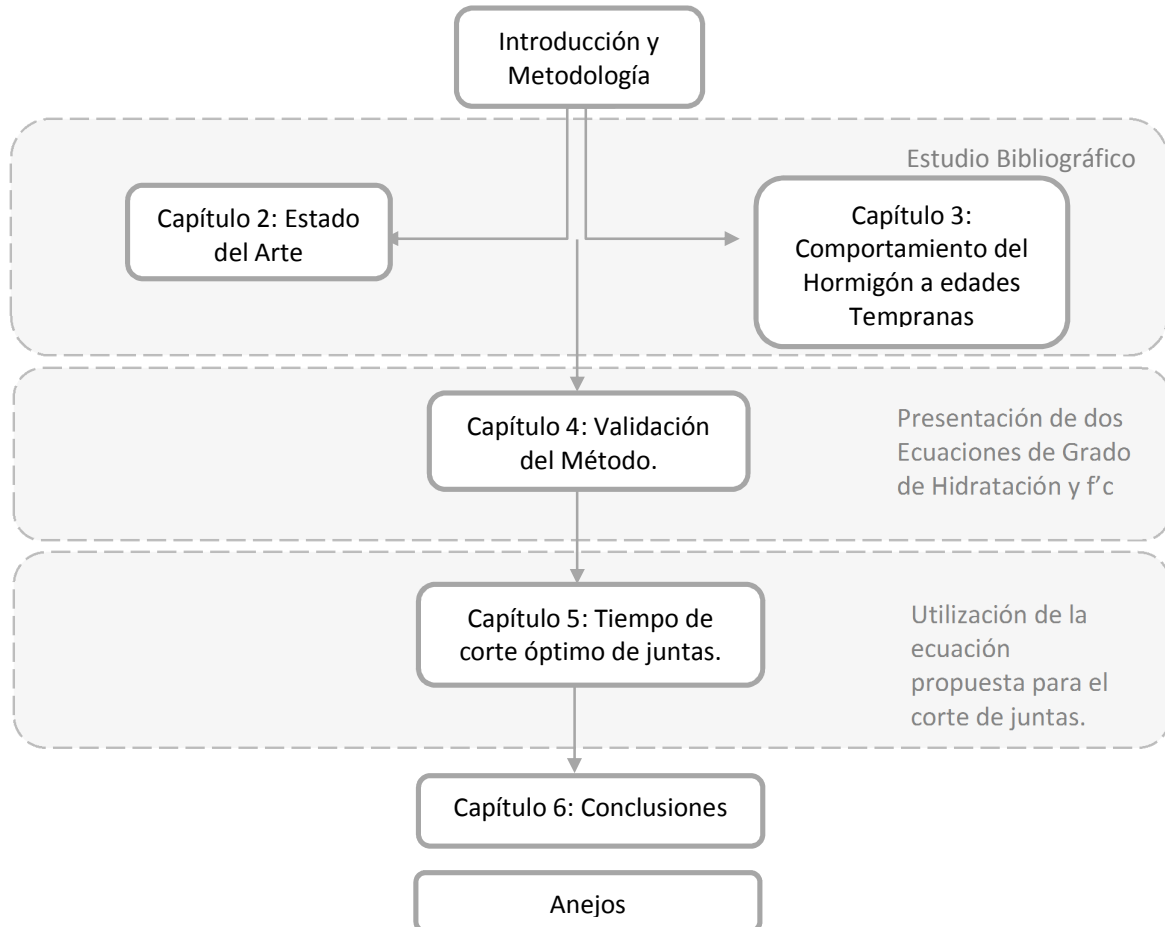 Introducción y
Metodología
Estudio Bibliográfico
Capítulo 2: Estado
del Arte
Capítulo 3:
Comportamiento del
Hormigón a edades
Tempranas
Capítulo 4: Validación
del Método.
Presentación de dos
Ecuaciones de Grado
de Hidratación y f’c
Capítulo 5: Tiempo de
corte óptimo de juntas.
Utilización de la
ecuación
propuesta para el
corte de juntas.
Capítulo 6: Conclusiones
Anejos